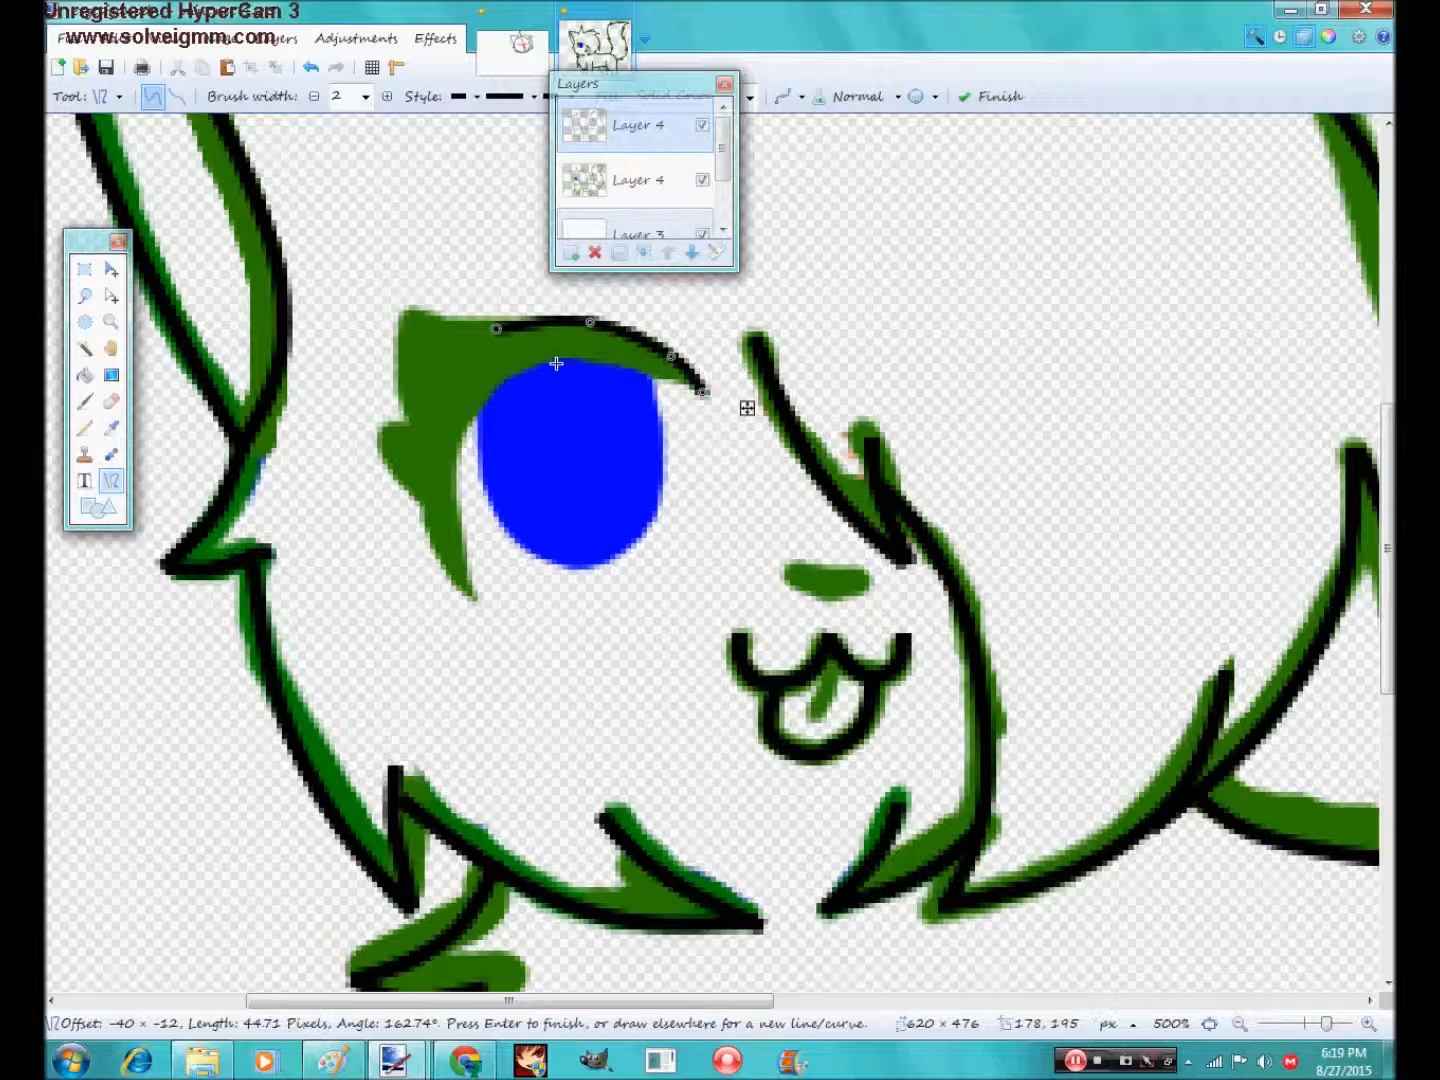 Unregistered HyperCam 3
www.solveigmm.com
Layers Adjustments Effects
Tool: Brush width: 2 Style: Normal Finish
Layers
Layer 4
Layer 4
Layer 3
Offset: -40 × -12, Length: 44.71 Pixels, Angle: 162.74°. Press Enter to finish, or draw elsewhere for a new line/curve. 620 × 476 178, 195 px 500%
6:19 PM
8/27/2015